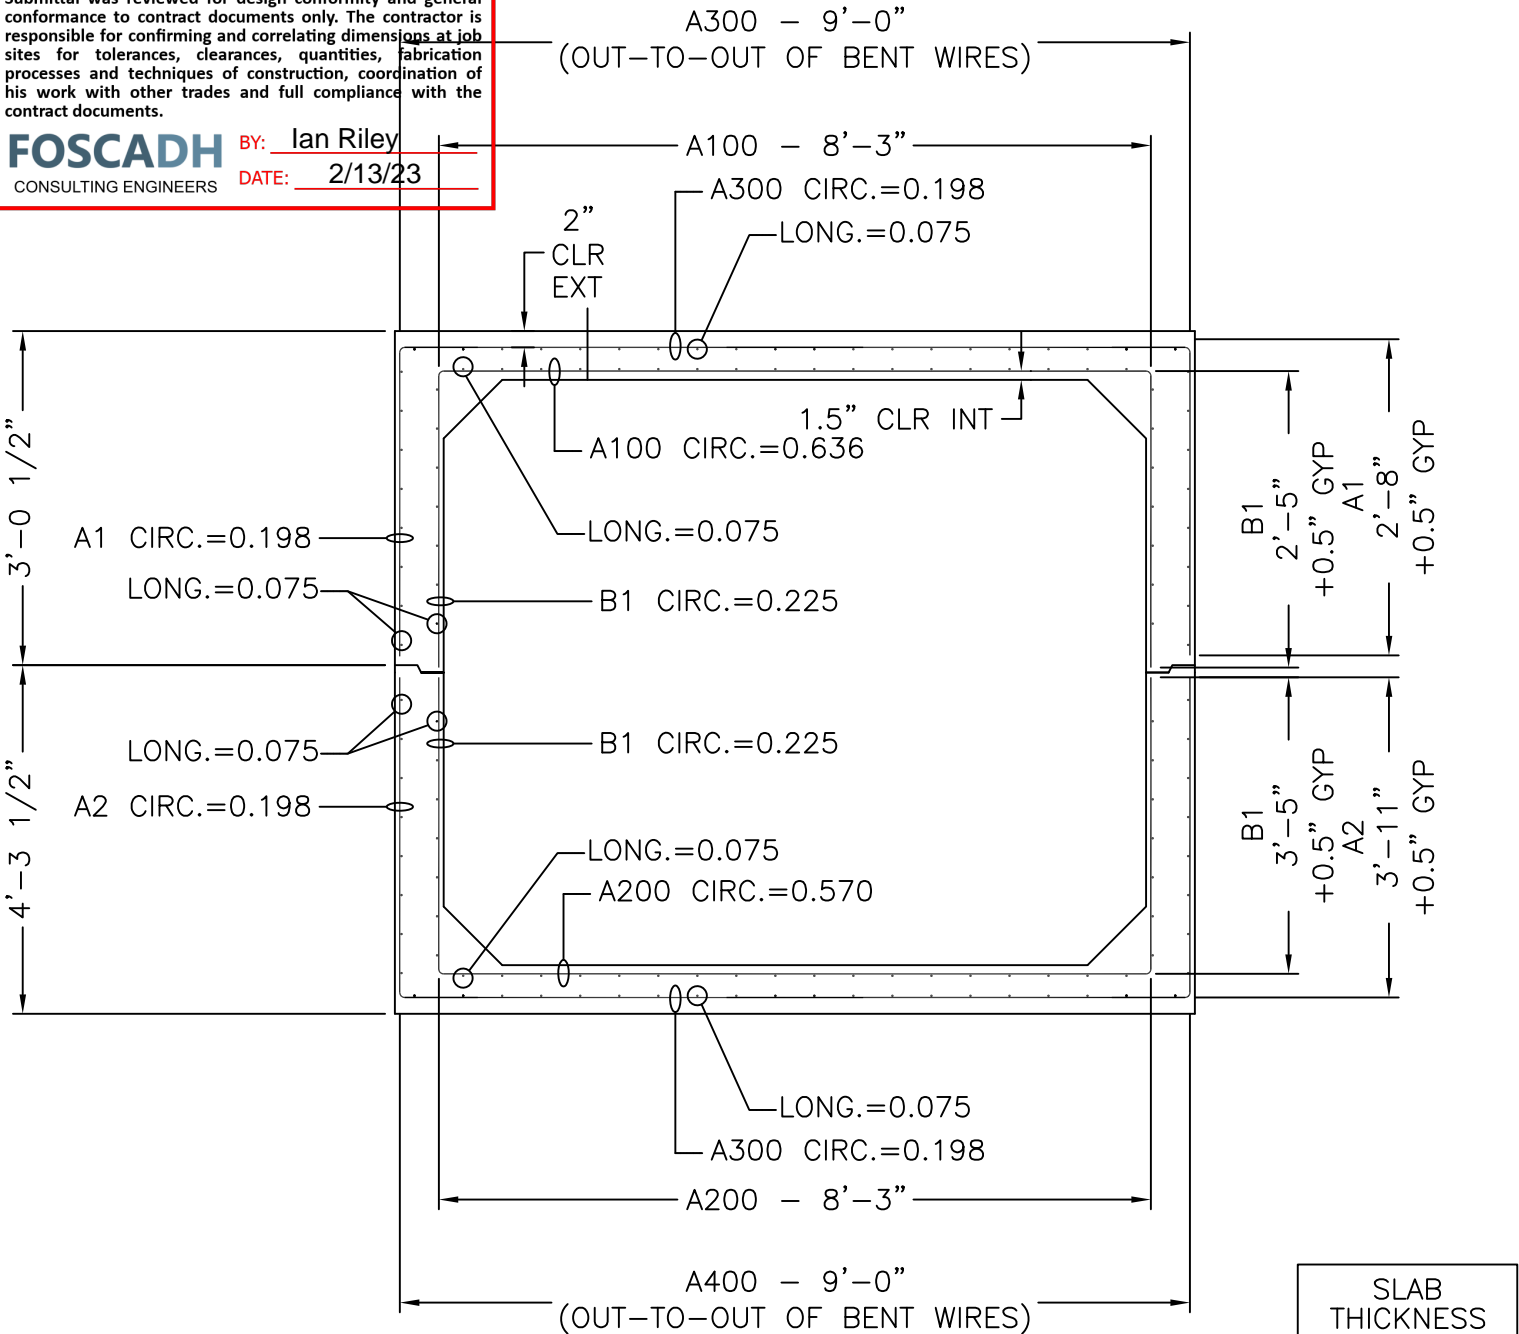 Submittal was reviewed for design conformity and general
conformance to contract documents only. The contractor is
responsible for confirming and correlating dimensions at job
sites for tolerances, clearances, quantities, fabrication
processes and techniques of construction, coordination of
his work with other trades and full compliance with the
contract documents.
FOSCADH
CONSULTING ENGINEERS
BY: Ian Riley
DATE: 2/13/23
A300 - 9'-0"
(OUT-TO-OUT OF BENT WIRES)
A100 - 8'-3"
A300 CIRC.=0.198
LONG.=0.075
2"
CLR
EXT
1.5" CLR INT
A100 CIRC.=0.636
LONG.=0.075
3'-0 1/2"
A1 CIRC.=0.198
LONG.=0.075
B1 CIRC.=0.225
B1
2'-5"
+0.5" GYP
A1
2'-8"
+0.5" GYP
4'-3 1/2"
LONG.=0.075
B1 CIRC.=0.225
A2 CIRC.=0.198
LONG.=0.075
A200 CIRC.=0.570
B1
3'-5"
+0.5" GYP
A2
3'-11"
+0.5" GYP
LONG.=0.075
A300 CIRC.=0.198
A200 - 8'-3"
A400 - 9'-0"
(OUT-TO-OUT OF BENT WIRES)
SLAB
THICKNESS